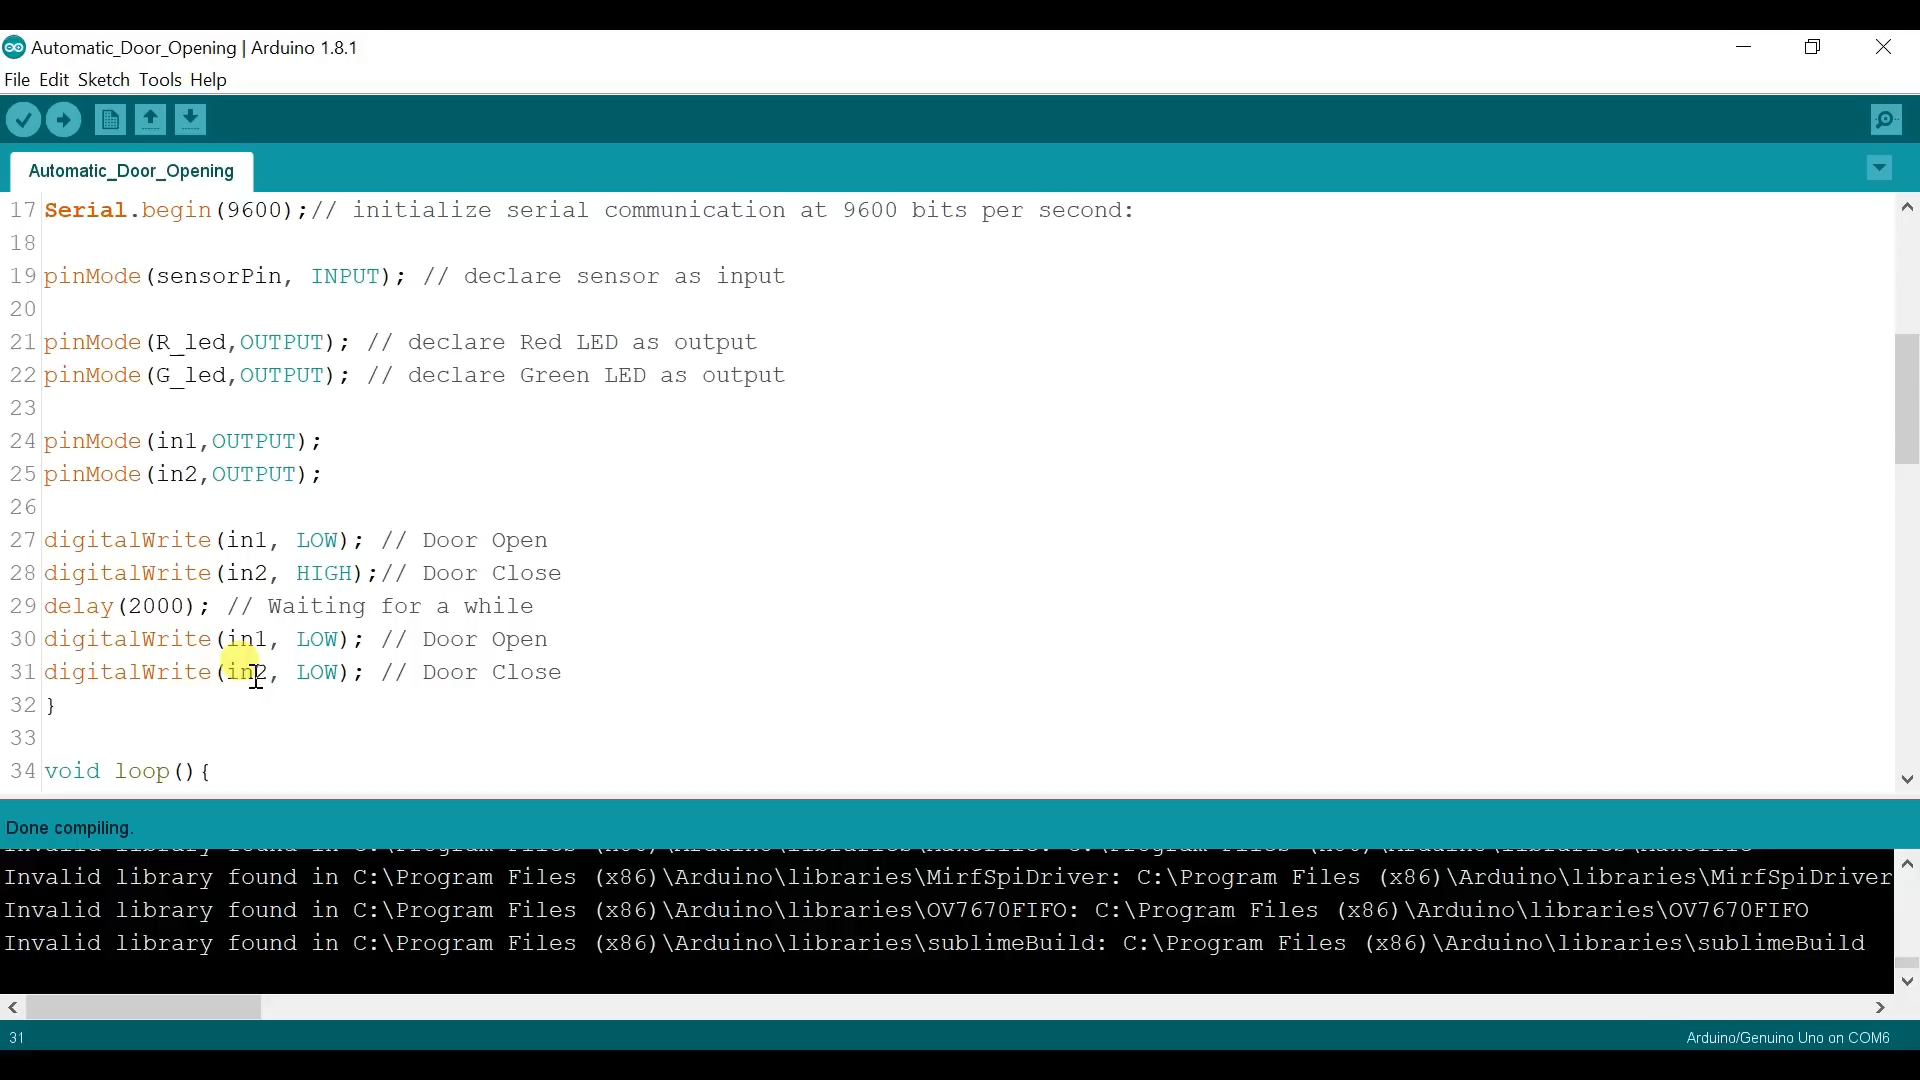 Automatic_Door_Opening | Arduino 1.8.1
File Edit Sketch Tools Help
Automatic_Door_Opening
17 Serial.begin(9600);// initialize serial communication at 9600 bits per second:
18
19 pinMode(sensorPin, INPUT); // declare sensor as input
20
21 pinMode(R_led,OUTPUT); // declare Red LED as output
22 pinMode(G_led,OUTPUT); // declare Green LED as output
23
24 pinMode(in1,OUTPUT);
25 pinMode(in2,OUTPUT);
26
27 digitalWrite(in1, LOW); // Door Open
28 digitalWrite(in2, HIGH);// Door Close
29 delay(2000); // Waiting for a while
30 digitalWrite(in1, LOW); // Door Open
31 digitalWrite(in2, LOW); // Door Close
32 }
33
34 void loop(){
Done compiling.
Invalid library found in C:\Program Files (x86)\Arduino\libraries\MirfSpiDriver: C:\Program Files (x86)\Arduino\libraries\MirfSpiDriver
Invalid library found in C:\Program Files (x86)\Arduino\libraries\OV7670FIFO: C:\Program Files (x86)\Arduino\libraries\OV7670FIFO
Invalid library found in C:\Program Files (x86)\Arduino\libraries\sublimeBuild: C:\Program Files (x86)\Arduino\libraries\sublimeBuild
31
Arduino/Genuino Uno on COM6